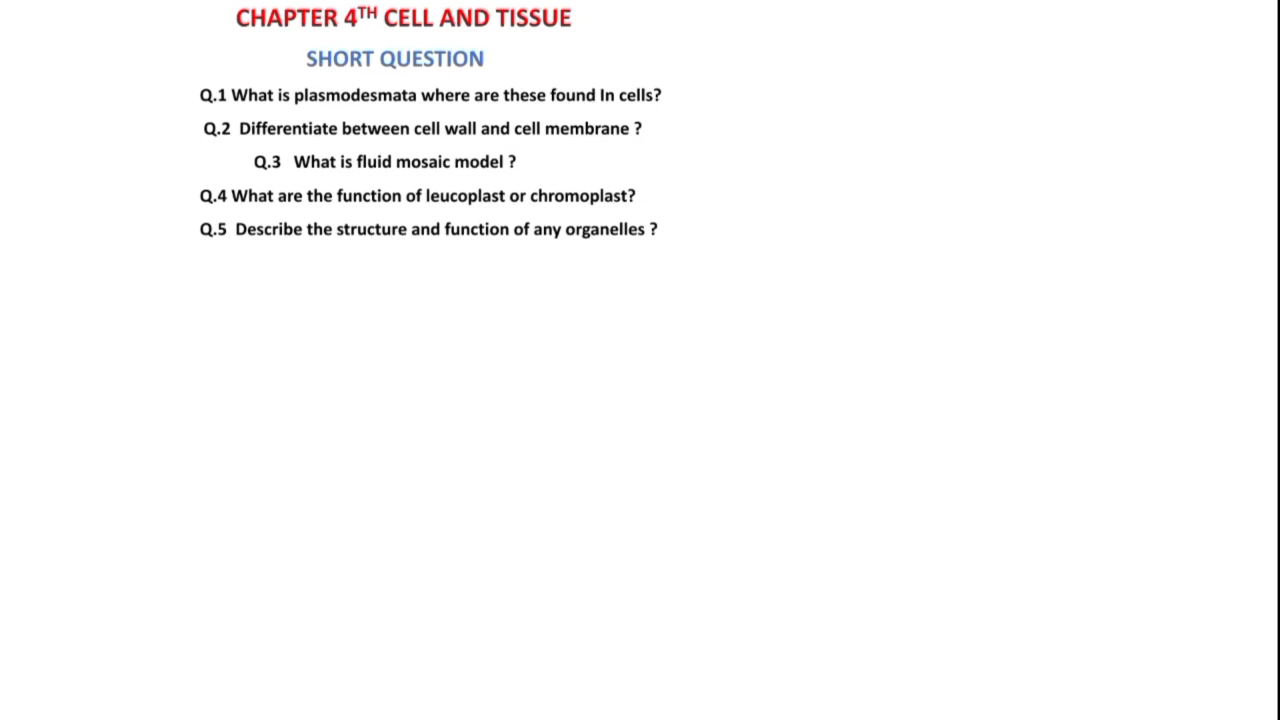 CHAPTER 4TH CELL AND TISSUE
SHORT QUESTION
Q.1 What is plasmodesmata where are these found In cells?
Q.2 Differentiate between cell wall and cell membrane ?
Q.3 What is fluid mosaic model ?
Q.4 What are the function of leucoplast or chromoplast?
Q.5 Describe the structure and function of any organelles ?